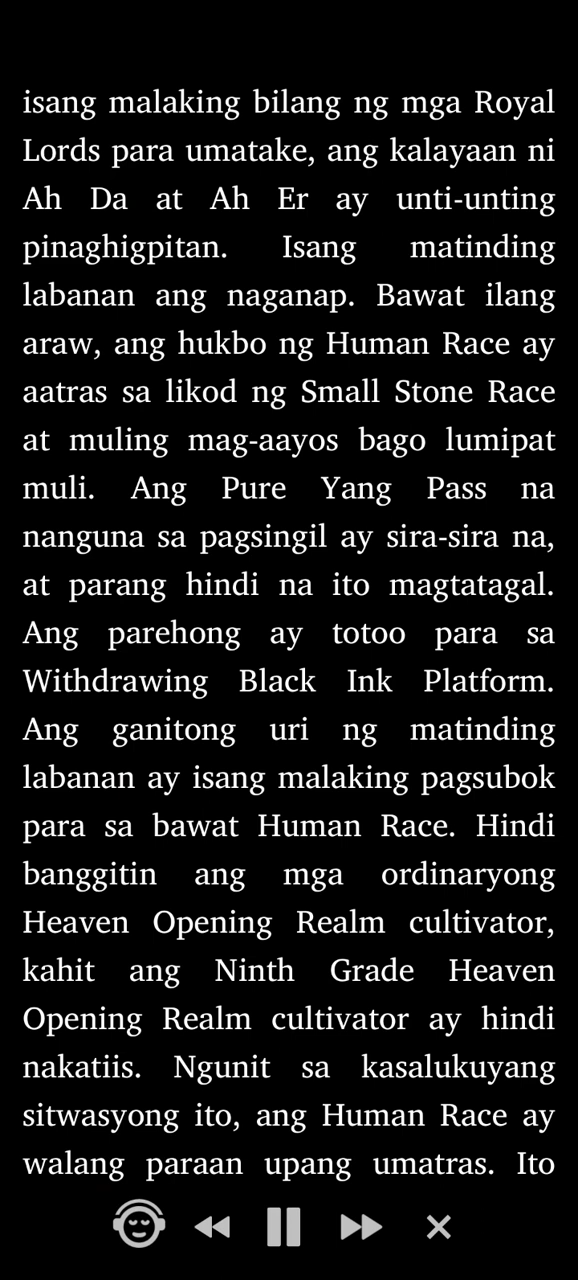 isang malaking bilang ng mga Royal
Lords para umatake, ang kalayaan ni
Ah Da at Ah Er ay unti-unting
pinaghigpitan. Isang matinding
labanan ang naganap. Bawat ilang
araw, ang hukbo ng Human Race ay
aatras sa likod ng Small Stone Race
at muling mag-aayos bago lumipat
muli. Ang Pure Yang Pass na
nanguna sa pagsingil ay sira-sira na,
at parang hindi na ito magtatagal.
Ang parehong ay totoo para sa
Withdrawing Black Ink Platform.
Ang ganitong uri ng matinding
labanan ay isang malaking pagsubok
para sa bawat Human Race. Hindi
banggitin ang mga ordinaryong
Heaven Opening Realm cultivator,
kahit ang Ninth Grade Heaven
Opening Realm cultivator ay hindi
nakatiis. Ngunit sa kasalukuyang
sitwasyong ito, ang Human Race ay
walang paraan upang umatras. Ito